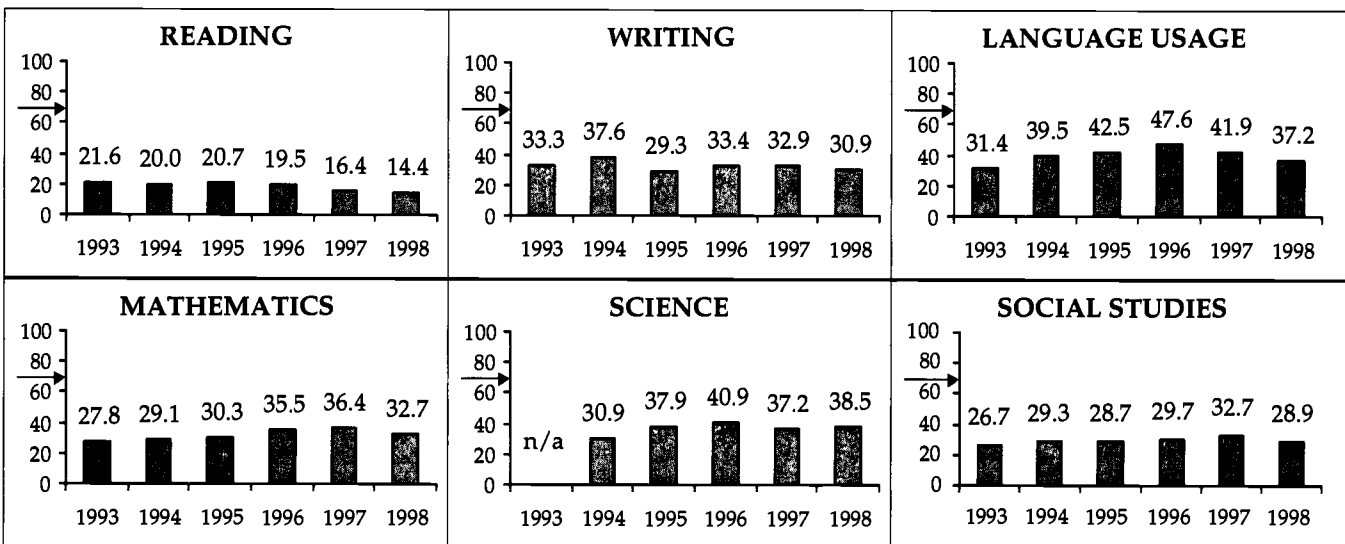 READING
100
80
60
40
20
0
21.6 20.0 20.7 19.5 16.4 14.4
1993 1994 1995 1996 1997 1998
WRITING
100
80
60
40
20
0
33.3 37.6 29.3 33.4 32.9 30.9
1993 1994 1995 1996 1997 1998
LANGUAGE USAGE
100
80
60
40
20
0
31.4 39.5 42.5 47.6 41.9 37.2
1993 1994 1995 1996 1997 1998
MATHEMATICS
100
80
60
40
20
0
27.8 29.1 30.3 35.5 36.4 32.7
1993 1994 1995 1996 1997 1998
SCIENCE
100
80
60
40
20
0
n/a 30.9 37.9 40.9 37.2 38.5
1993 1994 1995 1996 1997 1998
SOCIAL STUDIES
100
80
60
40
20
0
26.7 29.3 28.7 29.7 32.7 28.9
1993 1994 1995 1996 1997 1998